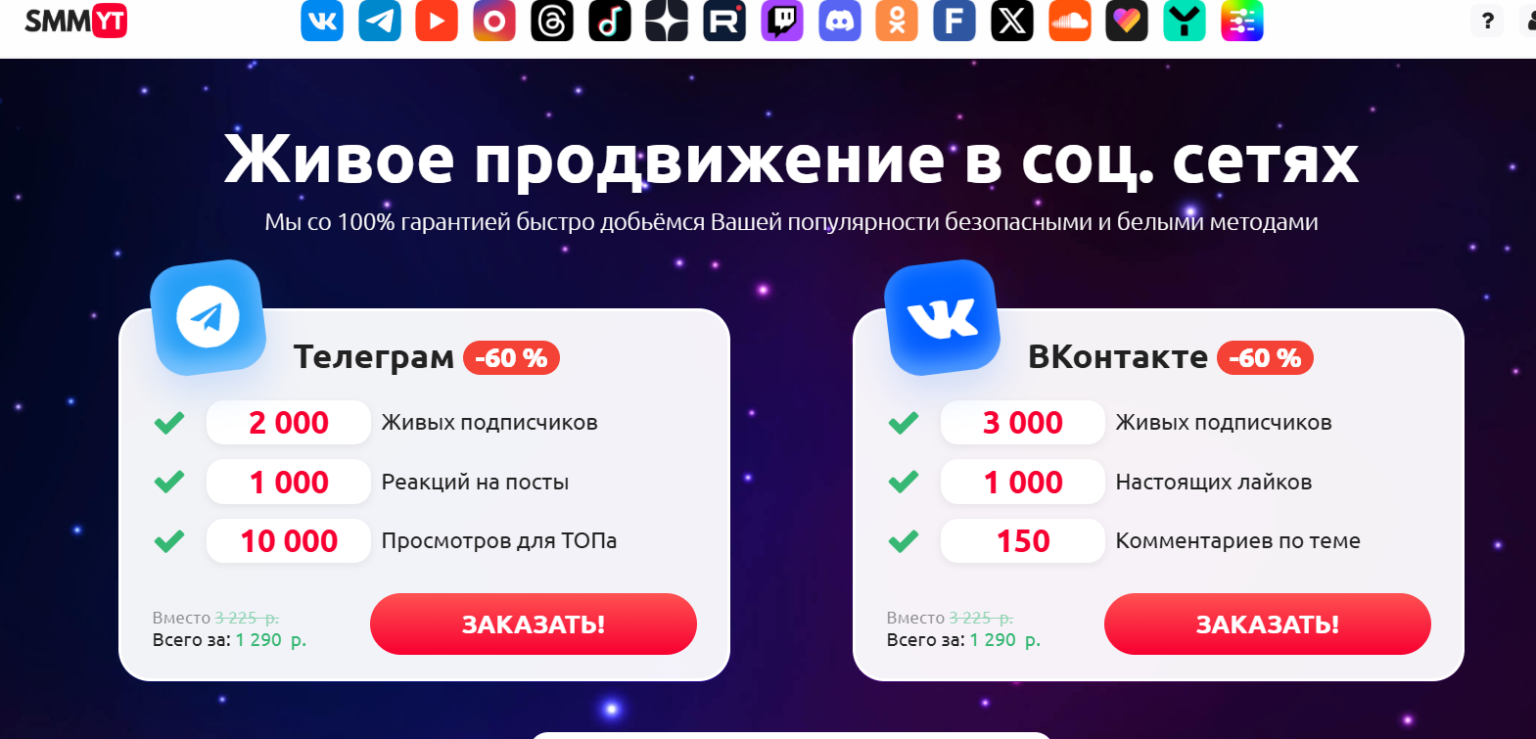 SMMYT
?
Живое продвижение в соц. сетях
Мы со 100% гарантией быстро добьёмся Вашей популярности безопасными и белыми методами
Телеграм -60 %
2 000 Живых подписчиков
1 000 Реакций на посты
10 000 Просмотров для ТОПа
Вместо 3 225 р.
Всего за: 1 290 р.
ЗАКАЗАТЬ!
ВКонтакте -60 %
3 000 Живых подписчиков
1 000 Настоящих лайков
150 Комментариев по теме
Вместо 3 225 р.
Всего за: 1 290 р.
ЗАКАЗАТЬ!